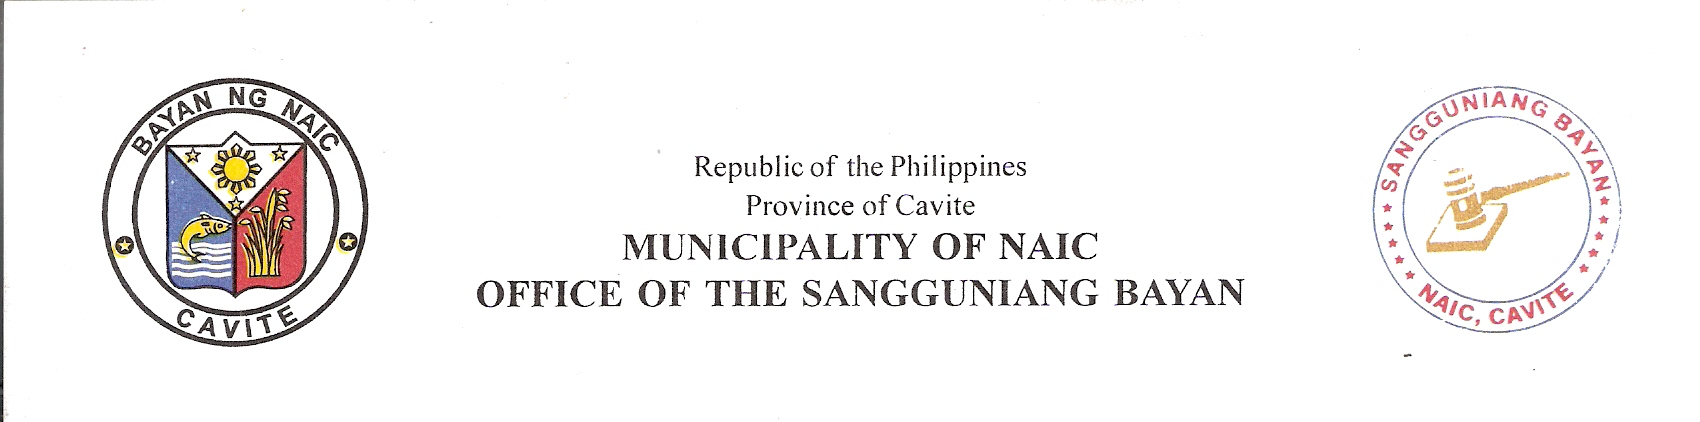 BAYAN NG NAIC
CAVITE
Republic of the Philippines
Province of Cavite
MUNICIPALITY OF NAIC
OFFICE OF THE SANGGUNIANG BAYAN
SANGGUNIANG BAYAN
NAIC, CAVITE